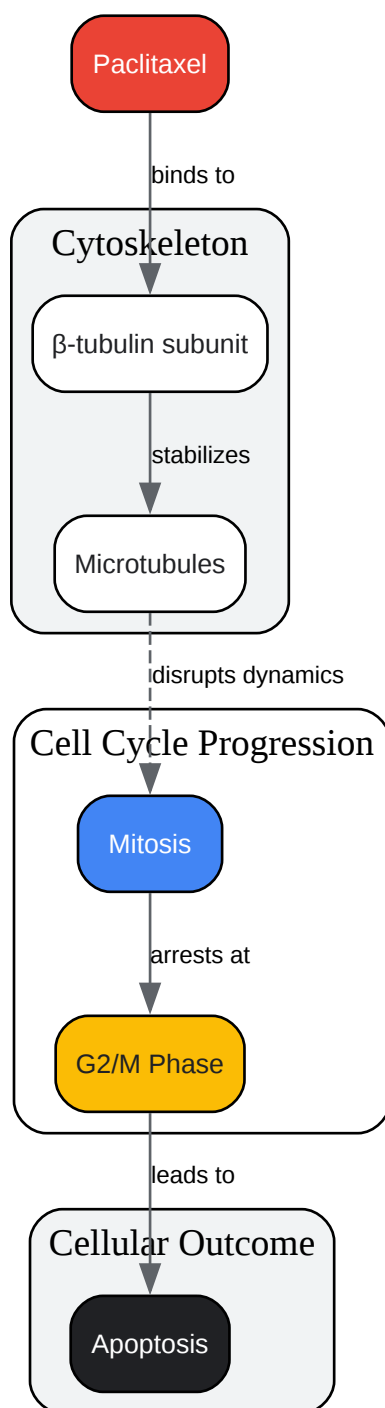 Paclitaxel
binds to
Cytoskeleton
β-tubulin subunit
stabilizes
Microtubules
disrupts dynamics
Cell Cycle Progression
Mitosis
arrests at
G2/M Phase
leads to
Cellular Outcome
Apoptosis